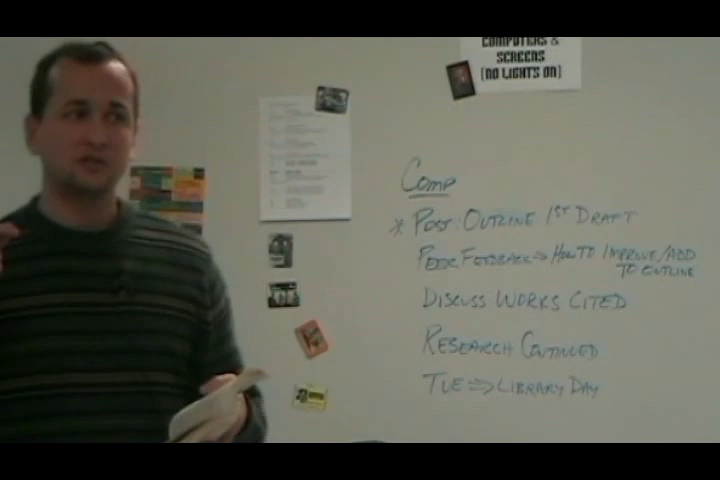 COMPUTERS &
SCREENS
(NO LIGHTS ON)
COMP
* POST: OUTLINE 1ST DRAFT
PEER FEEDBACK => HOW TO IMPROVE/ADD
TO OUTLINE
DISCUSS WORKS CITED
RESEARCH CONTINUED
TUE => LIBRARY DAY